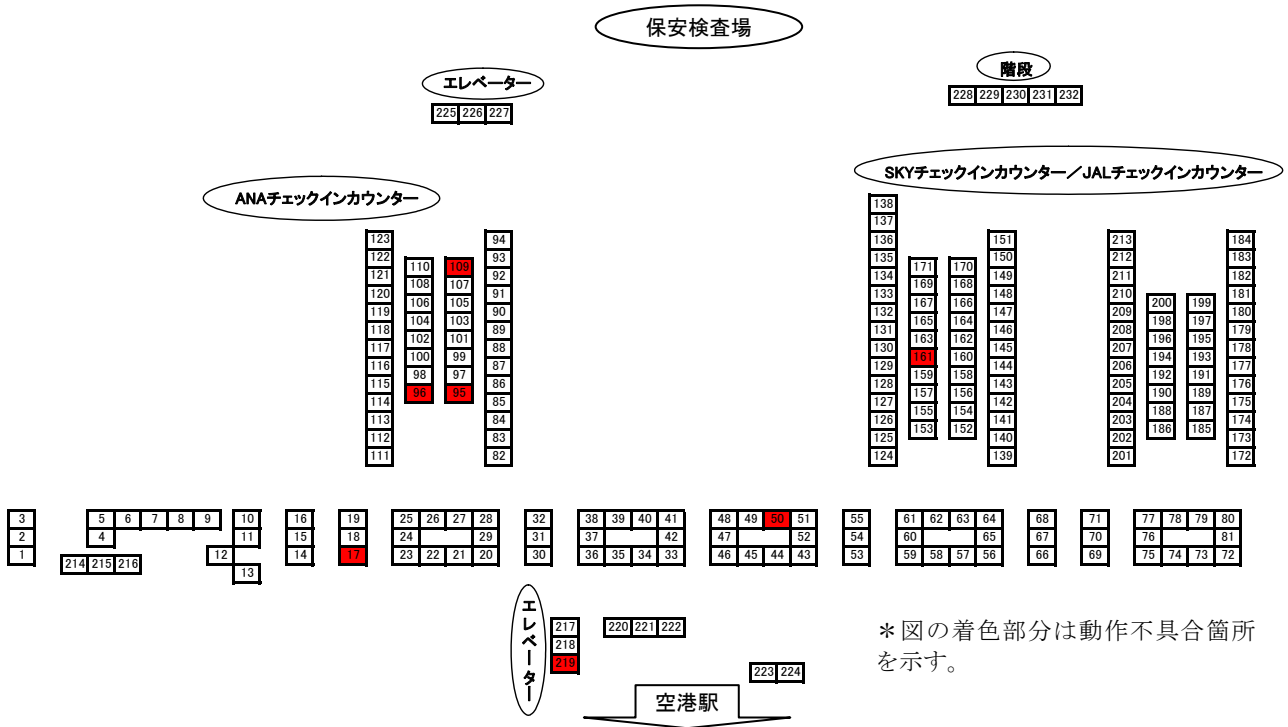 保安検査場
エレベーター
階段
225 226 227
228 229 230 231 232
ANAチェックインカウンター
SKYチェックインカウンター／JALチェックインカウンター
123 122 121 120 119 118 117 116 115 114 113 112 111
110 108 106 104 102 100 98 96
109 107 105 103 101 99 97 95
94 93 92 91 90 89 88 87 86 85 84 83 82
138 137 136 135 134 133 132 131 130 129 128 127 126 125 124
171 169 167 165 163 161 159 157 155 153
170 168 166 164 162 160 158 156 154 152
151 150 149 148 147 146 145 144 143 142 141 140 139
213 212 211 210 209 208 207 206 205 204 203 202 201
200 198 196 194 192 190 188 186
199 197 195 193 191 189 187 185
184 183 182 181 180 179 178 177 176 175 174 173 172
3 5 6 7 8 9 10 16 19 25 26 27 28 32 38 39 40 41 48 49 50 51 55 61 62 63 64 68 71 77 78 79 80
2 4 11 15 18 24 29 31 37 42 47 52 54 60 65 67 70 76 81
1 12 14 17 23 22 21 20 30 36 35 34 33 46 45 44 43 53 59 58 57 56 66 69 75 74 73 72
214 215 216 13
エレベーター
217 220 221 222
218
219
223 224
＊図の着色部分は動作不具合箇所
を示す。
空港駅